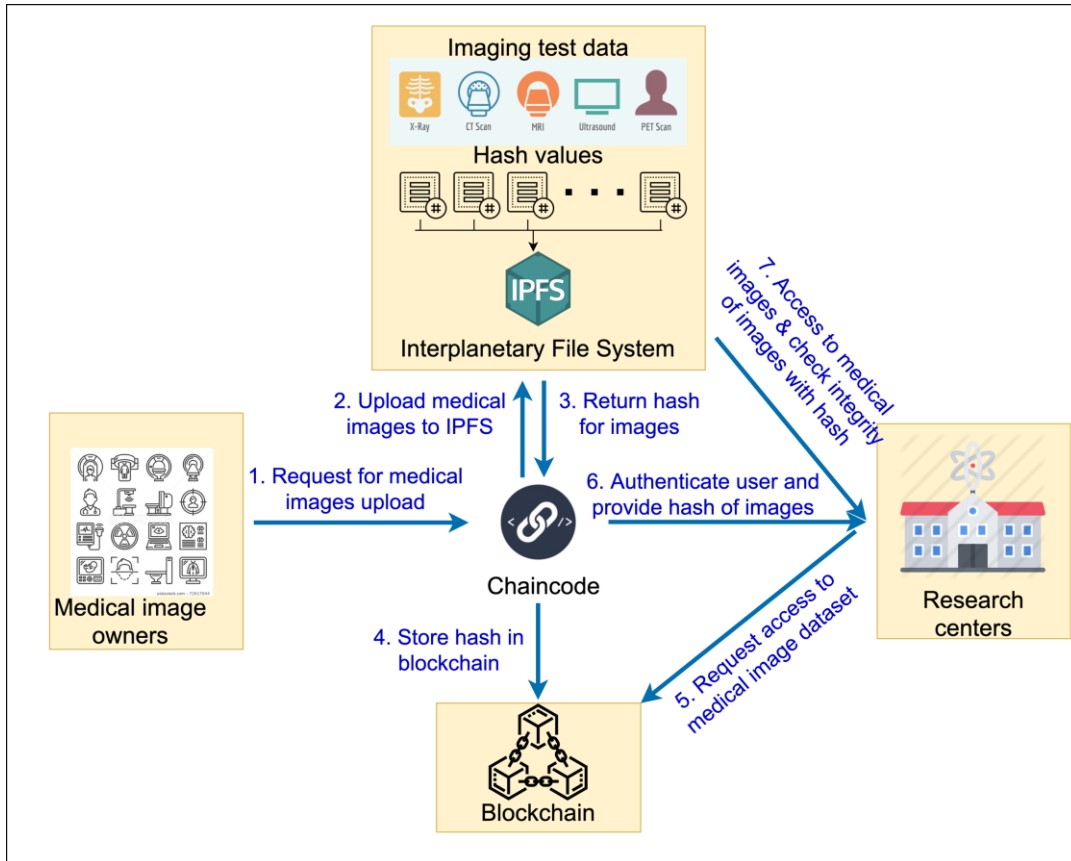 Imaging test data
X-Ray
CT Scan
MRI
Ultrasound
PET Scan
Hash values
#
#
#
#
IPFS
Interplanetary File System
2. Upload medical
images to IPFS
3. Return hash
for images
7. Access to medical
images & check integrity
of images with hash
1. Request for medical
images upload
6. Authenticate user and
provide hash of images
Medical image
owners
< />
Chaincode
Research
centers
4. Store hash in
blockchain
5. Request access to
medical image dataset
Blockchain